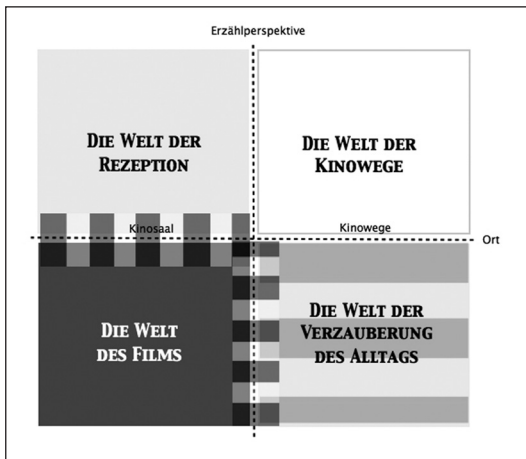 Erzählperspektive
Die Welt der
Rezeption
Die Welt der
Kinowege
Kinosaal
Kinowege
Ort
Die Welt
des Films
Die Welt der
Verzauberung
des Alltags